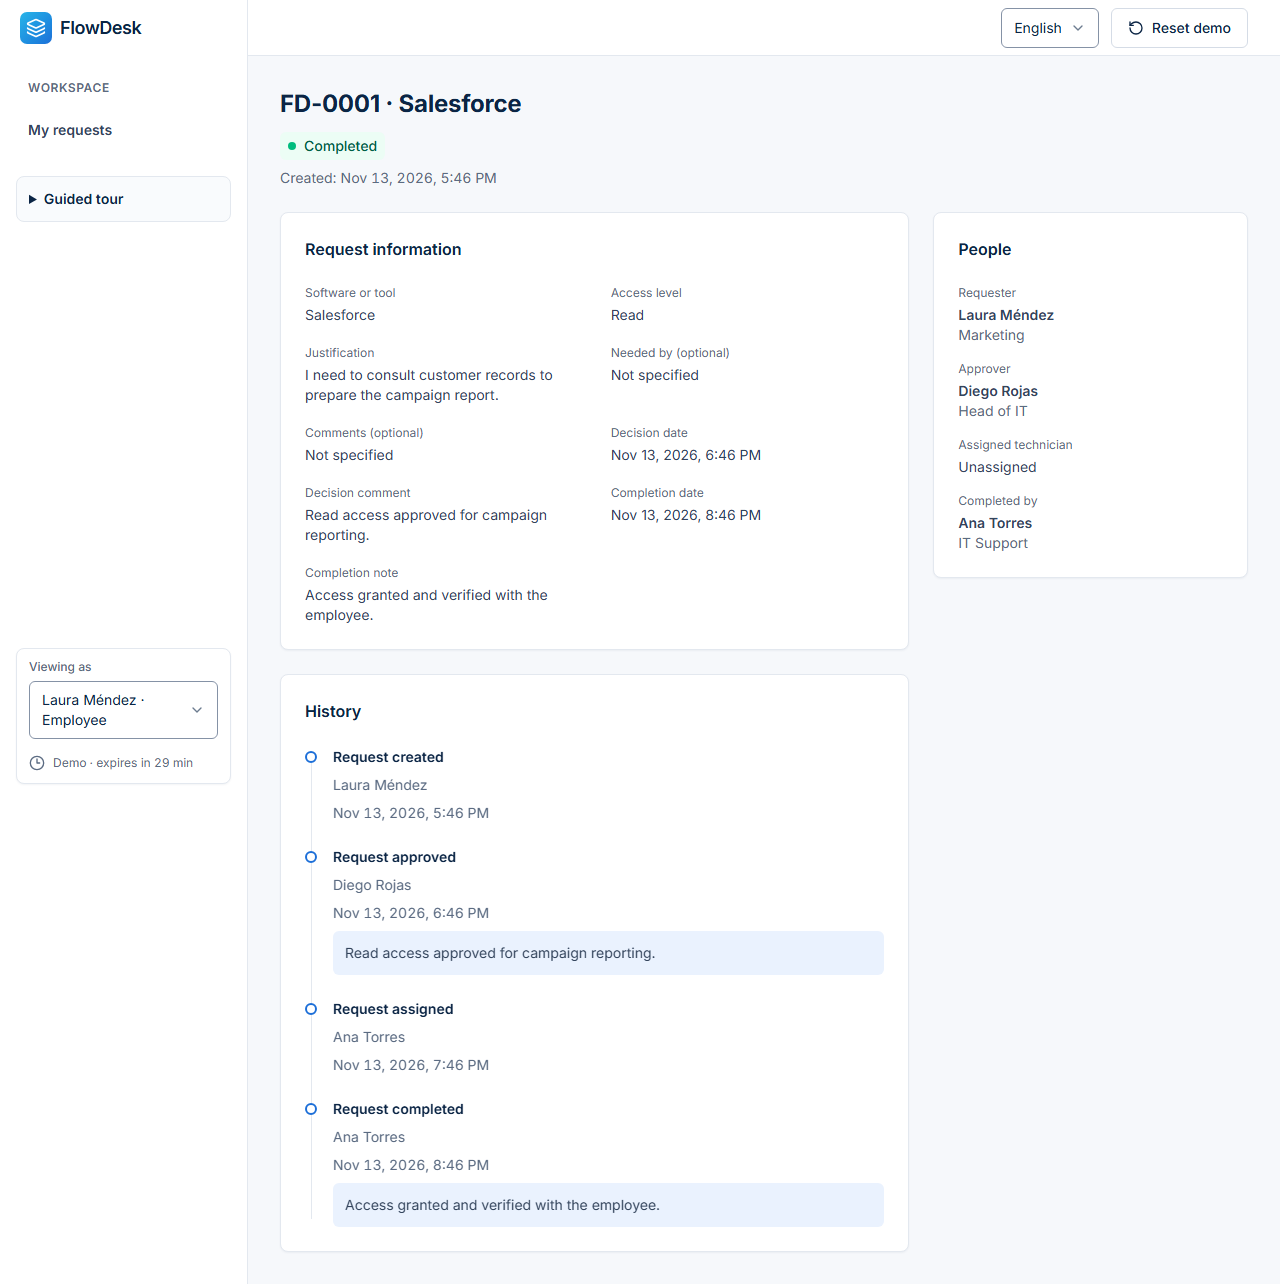 FlowDesk
English
Reset demo
WORKSPACE
My requests
Guided tour
Viewing as
Laura Méndez ·
Employee
Demo · expires in 29 min
FD-0001 · Salesforce
Completed
Created: Nov 13, 2026, 5:46 PM
Request information
Software or tool
Salesforce
Access level
Read
Justification
I need to consult customer records to
prepare the campaign report.
Needed by (optional)
Not specified
Comments (optional)
Not specified
Decision date
Nov 13, 2026, 6:46 PM
Decision comment
Read access approved for campaign
reporting.
Completion date
Nov 13, 2026, 8:46 PM
Completion note
Access granted and verified with the
employee.
People
Requester
Laura Méndez
Marketing
Approver
Diego Rojas
Head of IT
Assigned technician
Unassigned
Completed by
Ana Torres
IT Support
History
Request created
Laura Méndez
Nov 13, 2026, 5:46 PM
Request approved
Diego Rojas
Nov 13, 2026, 6:46 PM
Read access approved for campaign reporting.
Request assigned
Ana Torres
Nov 13, 2026, 7:46 PM
Request completed
Ana Torres
Nov 13, 2026, 8:46 PM
Access granted and verified with the employee.